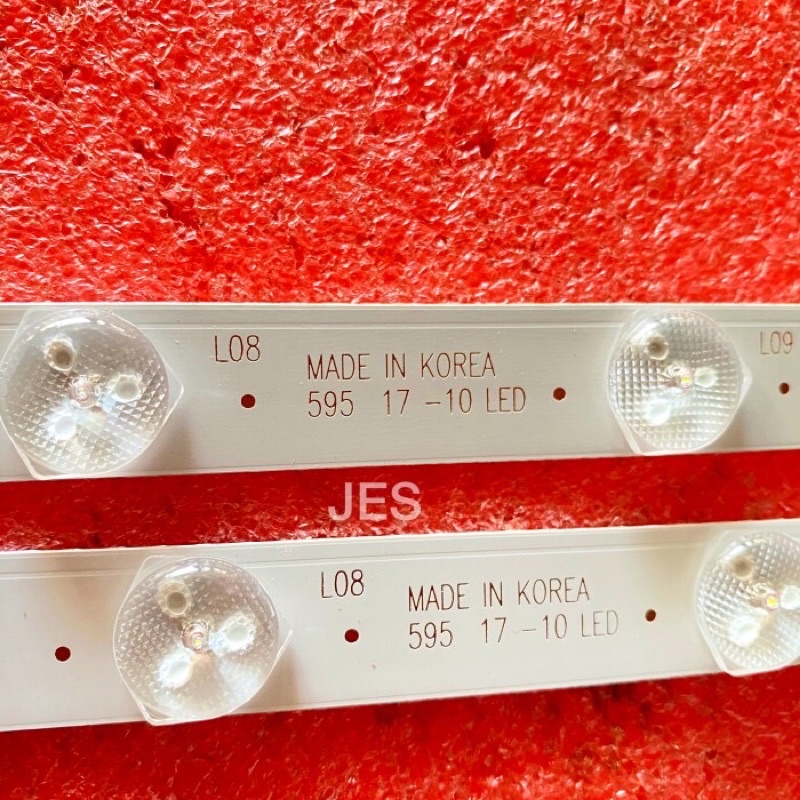 L08
L09
MADE IN KOREA
595 17 -10 LED
JES
L08
MADE IN KOREA
595 17 -10 LED